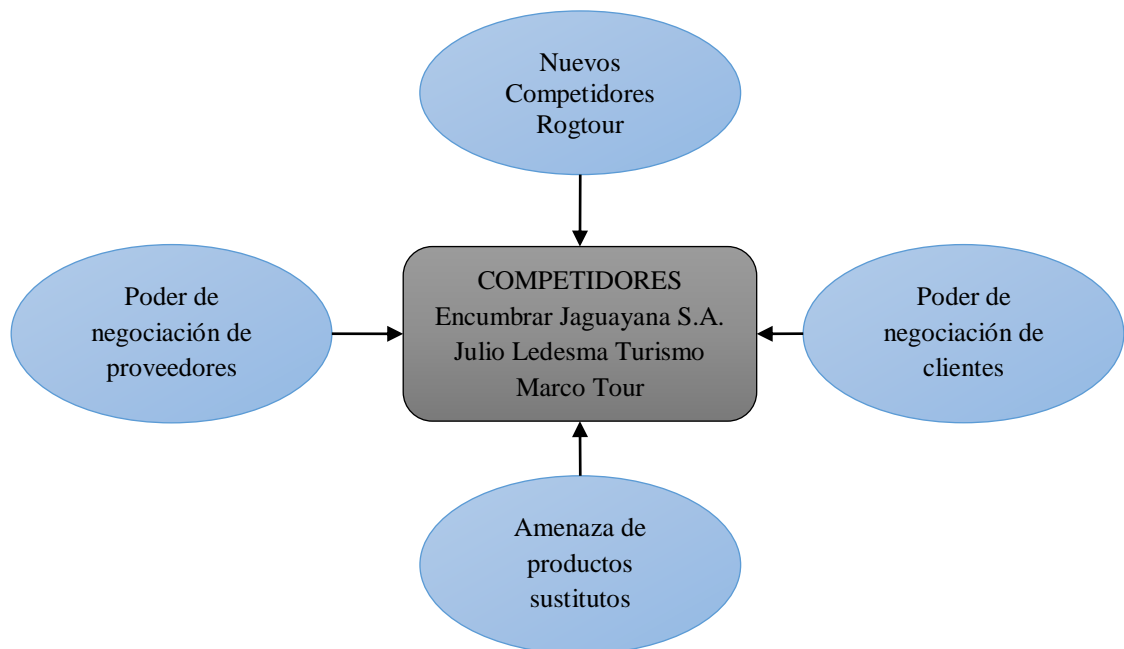 Nuevos
Competidores
Rogtour
Poder de
negociación de
proveedores
COMPETIDORES
Encumbrar Jaguayana S.A.
Julio Ledesma Turismo
Marco Tour
Poder de
negociación de
clientes
Amenaza de
productos
sustitutos